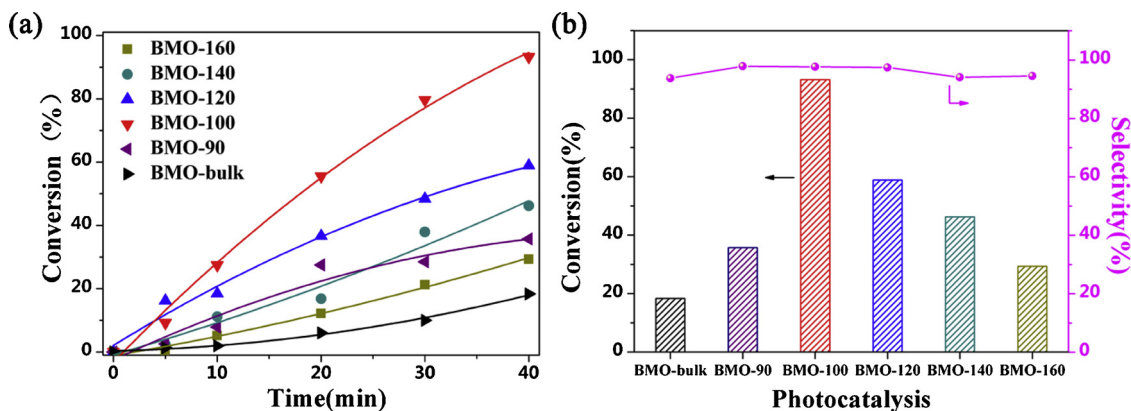 (a)
100
80
60
40
20
0
Conversion (%)
BMO-160
BMO-140
BMO-120
BMO-100
BMO-90
BMO-bulk
0 10 20 30 40
Time(min)
(b)
100
80
60
40
20
0
Conversion(%)
100
80
60
40
20
0
Selectivity(%)
BMO-bulk BMO-90 BMO-100 BMO-120 BMO-140 BMO-160
Photocatalysis